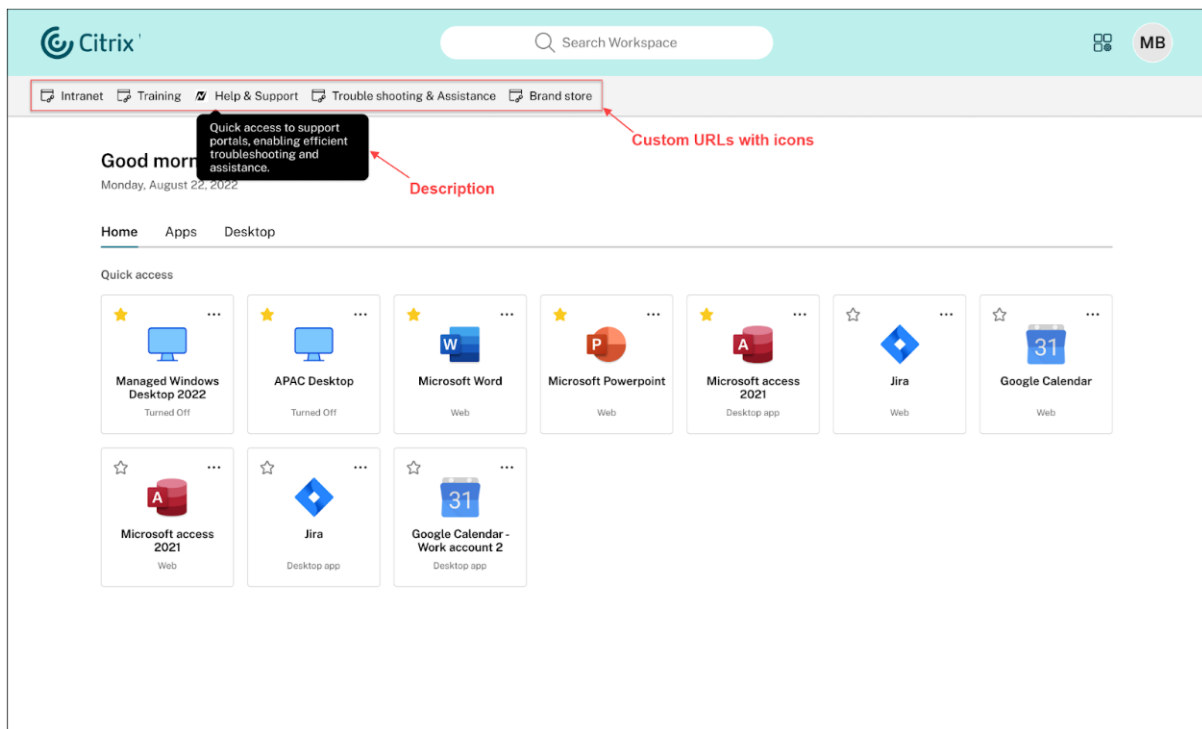 Citrix
Search Workspace
MB
Intranet Training Help & Support Trouble shooting & Assistance Brand store
Custom URLs with icons
Quick access to support
portals, enabling efficient
troubleshooting and
assistance.
Description
Good morn
Monday, August 22, 2022
Home Apps Desktop
Quick access
Managed Windows
Desktop 2022
Turned Off
APAC Desktop
Turned Off
W
Microsoft Word
Web
P
Microsoft Powerpoint
Web
A
Microsoft access
2021
Desktop app
Jira
Web
31
Google Calendar
Web
A
Microsoft access
2021
Web
Jira
Desktop app
31
Google Calendar -
Work account 2
Desktop app